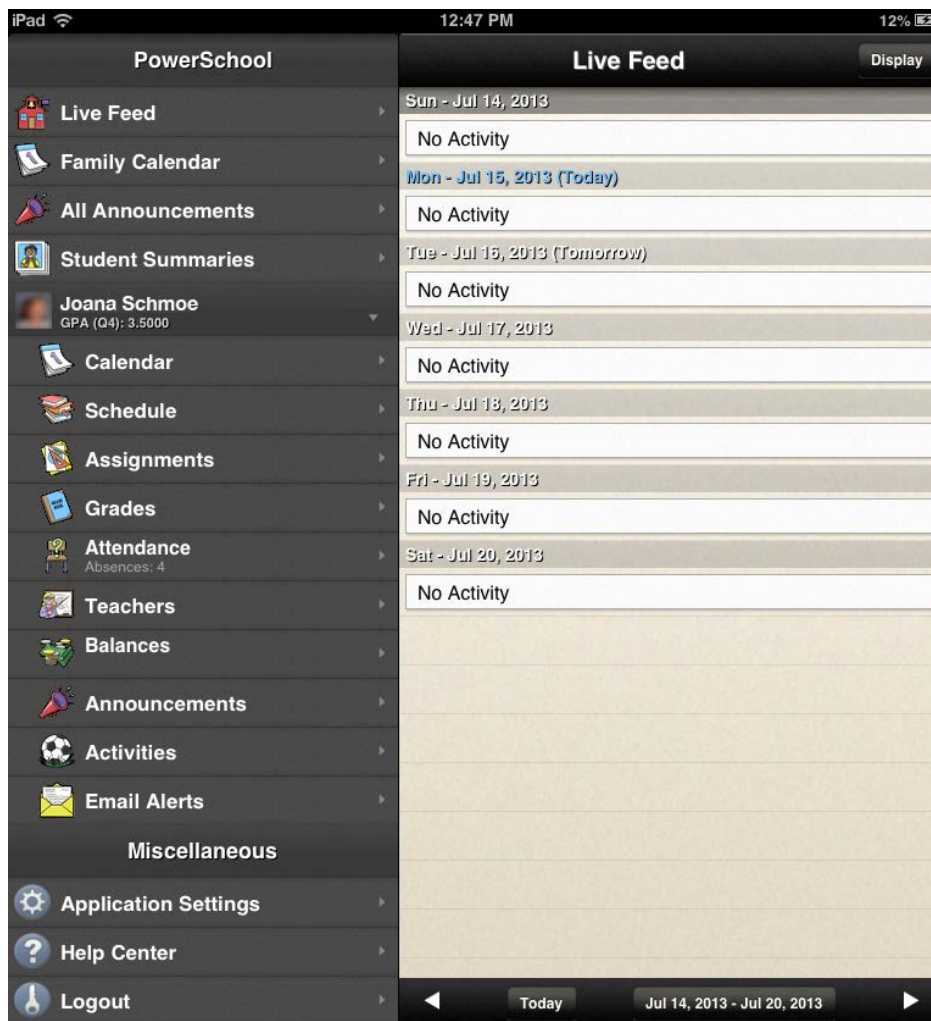 iPad 12:47 PM 12%
PowerSchool
Live Feed
Family Calendar
All Announcements
Student Summaries
Joana Schmoe
GPA (Q4): 3.5000
Calendar
Schedule
Assignments
Grades
Attendance
Absences: 4
Teachers
Balances
Announcements
Activities
Email Alerts
Miscellaneous
Application Settings
Help Center
Logout
Live Feed
Display
Sun - Jul 14, 2013
No Activity
Mon - Jul 15, 2013 (Today)
No Activity
Tue - Jul 16, 2013 (Tomorrow)
No Activity
Wed - Jul 17, 2013
No Activity
Thu - Jul 18, 2013
No Activity
Fri - Jul 19, 2013
No Activity
Sat - Jul 20, 2013
No Activity
Today
Jul 14, 2013 - Jul 20, 2013